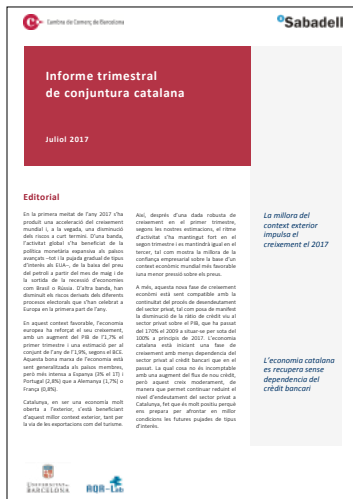 Cambra de Comerç de Barcelona
Sabadell
Informe trimestral
de conjuntura catalana
Juliol 2017
Editorial
En la primera meitat de l'any 2017 s'ha
produït una acceleració del creixement
mundial i, a la vegada, una disminució
dels riscos a curt termini. D'una banda,
l'activitat global s'ha beneficiat de la
política monetària expansiva als països
avançats –tot i la pujada gradual de tipus
d'interès als EUA–, de la baixa del preu
del petroli a partir del mes de maig i de
la sortida de la recessió d'economies
com Brasil o Rússia. D'altra banda, han
disminuït els riscos derivats dels diferents
processos electorals que s'han celebrat a
Europa en la primera part de l'any.
En aquest context favorable, l'economia
europea ha reforçat el seu creixement,
amb un augment del PIB de l'1,7% el
primer trimestre i una estimació per al
conjunt de l'any de l'1,9%, segons el BCE.
Aquesta bona marxa de l'economia està
sent generalitzada als països membres,
però més intensa a Espanya (3% el 1T) i
Portugal (2,8%) que a Alemanya (1,7%) o
França (0,8%).
Catalunya, en ser una economia molt
oberta a l'exterior, s'està beneficiant
d'aquest millor context exterior, tant per
la via de les exportacions com del turisme.
Així, després d'una dada robusta de
creixement en el primer trimestre,
segons les nostres estimacions, el ritme
d'activitat s'ha mantingut fort en el
segon trimestre i es mantindrà igual en el
tercer, tal com mostra la millora de la
confiança empresarial sobre la base d'un
context econòmic mundial més favorable
iuna menor pressió sobre els preus.
A més, aquesta nova fase de creixement
econòmic està sent compatible amb la
continuïtat del procés de desendeutament
del sector privat, tal com posa de manifest
la disminució de la ràtio de crèdit viu al
sector privat sobre el PIB, que ha passat
del 170% el 2009 a situar-se per sota del
100% a principis de 2017. L'economia
catalana està iniciant una fase de
creixement amb menys dependència del
sector privat al crèdit bancari que en el
passat. La qual cosa no és incompatible
amb un augment del flux de nou crèdit,
però aquest creix moderament, de
manera que permet continuar reduint el
nivell d'endeutament del sector privat a
Catalunya, fet que és molt positiu perquè
ens prepara per afrontar en millor
condicions les futures pujades de tipus
d'interès.
La millora del
context exterior
impulsa el
creixement el 2017
L'economia catalana
es recupera sense
dependència del
crèdit bancari
UNIVERSITAT DE
BARCELONA
AQR-Lab